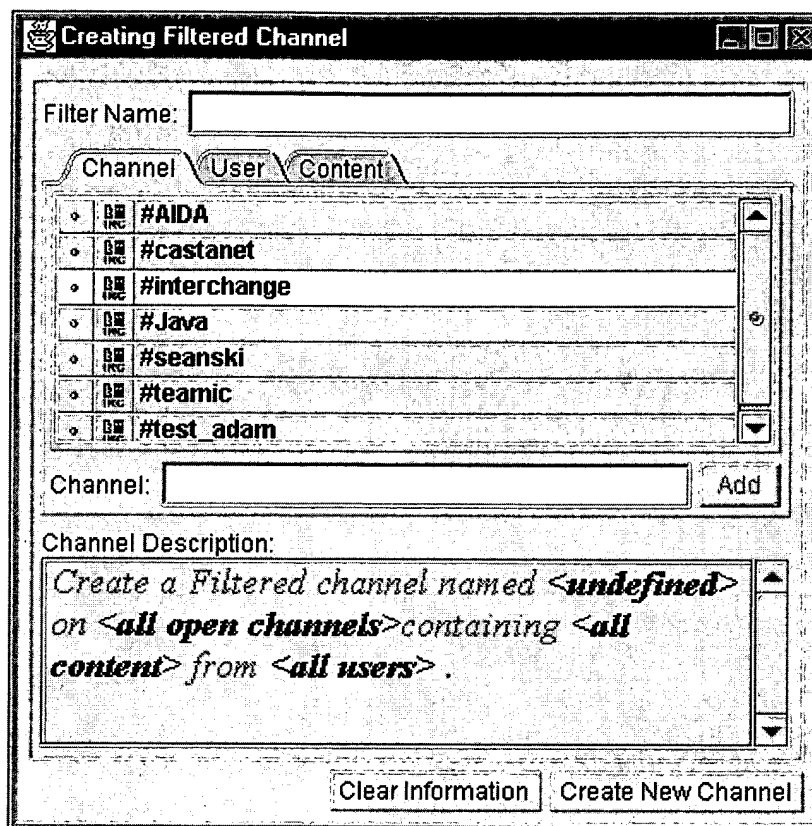 Creating Filtered Channel
Filter Name:
Channel User Content
#AIDA
#castanet
#interchange
#Java
#seanski
#teamic
#test_adam
Channel: Add
Channel Description:
Create a Filtered channel named <undefined>
on <all open channels>containing <all
content> from <all users> .
Clear Information Create New Channel